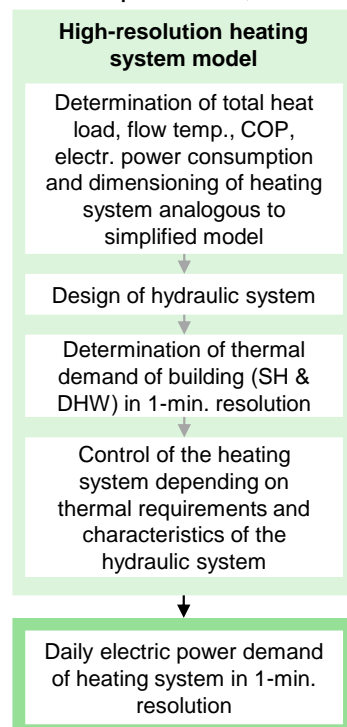 High-resolution heating
system model
Determination of total heat
load, flow temp., COP,
electr. power consumption
and dimensioning of heating
system analogous to
simplified model
Design of hydraulic system
Determination of thermal
demand of building (SH &
DHW) in 1-min. resolution
Control of the heating
system depending on
thermal requirements and
characteristics of the
hydraulic system
Daily electric power demand
of heating system in 1-min.
resolution